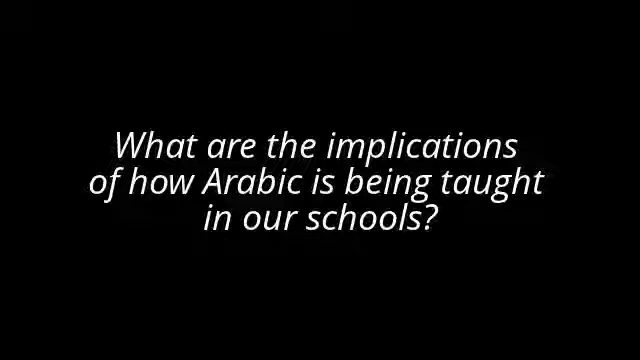 What are the implications
of how Arabic is being taught
in our schools?